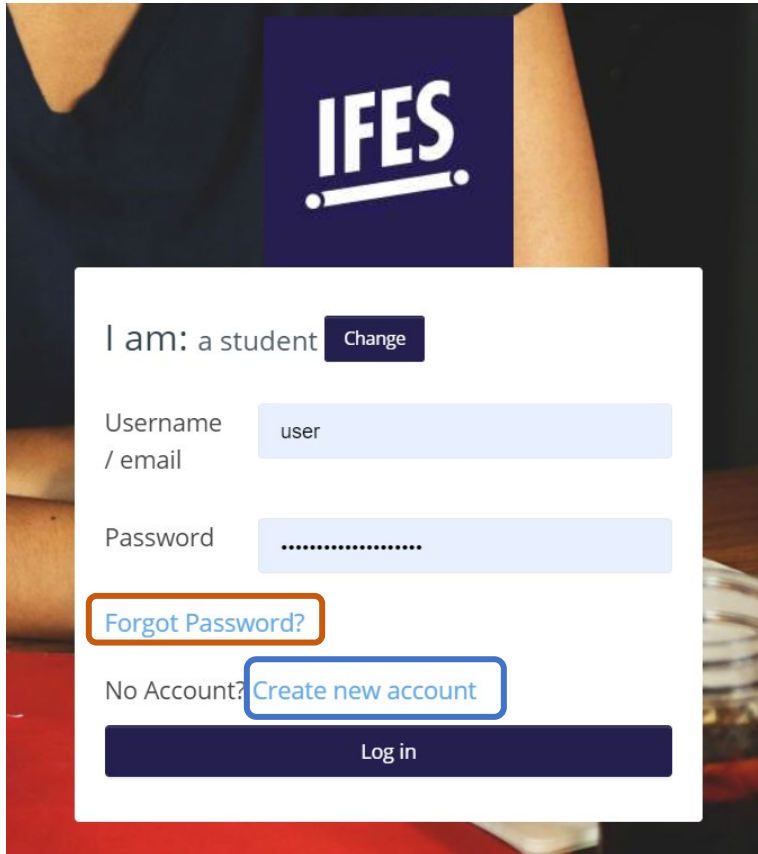 IFES
I am: a student Change
Username
/ email
user
Password
••••••••••••••••••••
Forgot Password?
No Account? Create new account
Log in